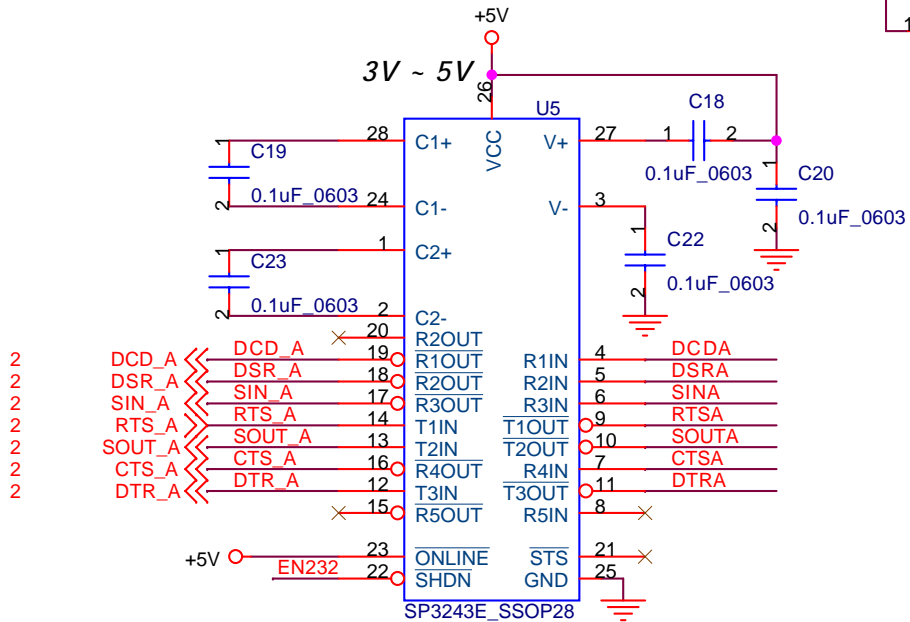 +5V
1
3V ~ 5V
26
U5
C18
28
C1+
VCC
V+
27
1
2
1
C19
0.1uF_0603
0.1uF_0603
1
C20
2
24
C1-
V-
3
0.1uF_0603
2
1
C22
1
1
C2+
C23
0.1uF_0603
0.1uF_0603
2
2
2
C2-
20
R2OUT
2
DCD_A
DCD_A
19
R1OUT
R1IN
4
DCDA
2
DSR_A
DSR_A
18
R2OUT
R2IN
5
DSRA
2
SIN_A
SIN_A
17
R3OUT
R3IN
6
SINA
2
RTS_A
RTS_A
14
T1IN
T1OUT
9
RTSA
2
SOUT_A
SOUT_A
13
T2IN
T2OUT
10
SOUTA
2
CTS_A
CTS_A
16
R4OUT
R4IN
7
CTSA
2
DTR_A
DTR_A
12
T3IN
T3OUT
11
DTRA
15
R5OUT
R5IN
8
+5V
23
ONLINE
STS
21
EN232
22
SHDN
GND
25
SP3243E_SSOP28